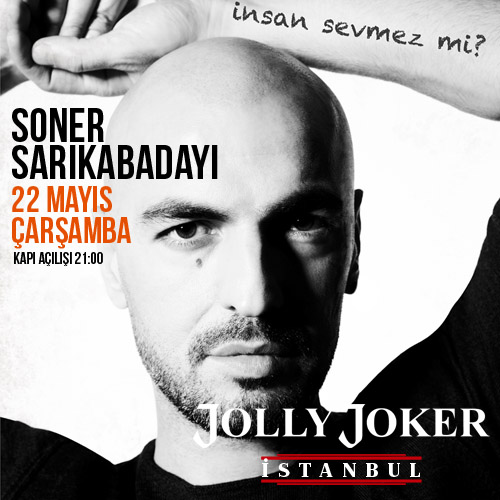 insan sevmez mi?
SONER
SARIKABADAYI
22 MAYIS
ÇARŞAMBA
KAPI AÇILIŞI 21:00
JOLLY JOKER
İSTANBUL